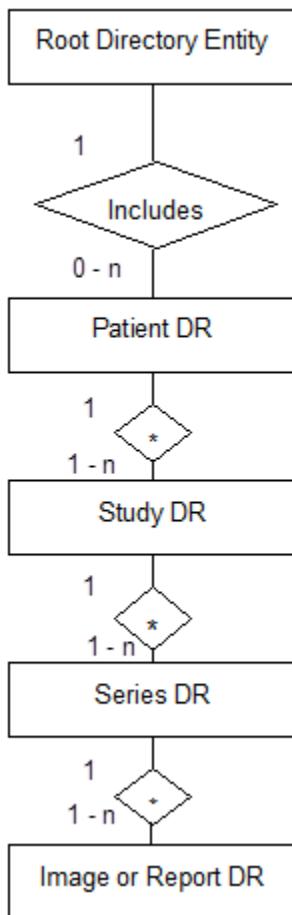 Root Directory Entity
1
Includes
0 - n
Patient DR
1
*
1 - n
Study DR
1
*
1 - n
Series DR
1
*
1 - n
Image or Report DR